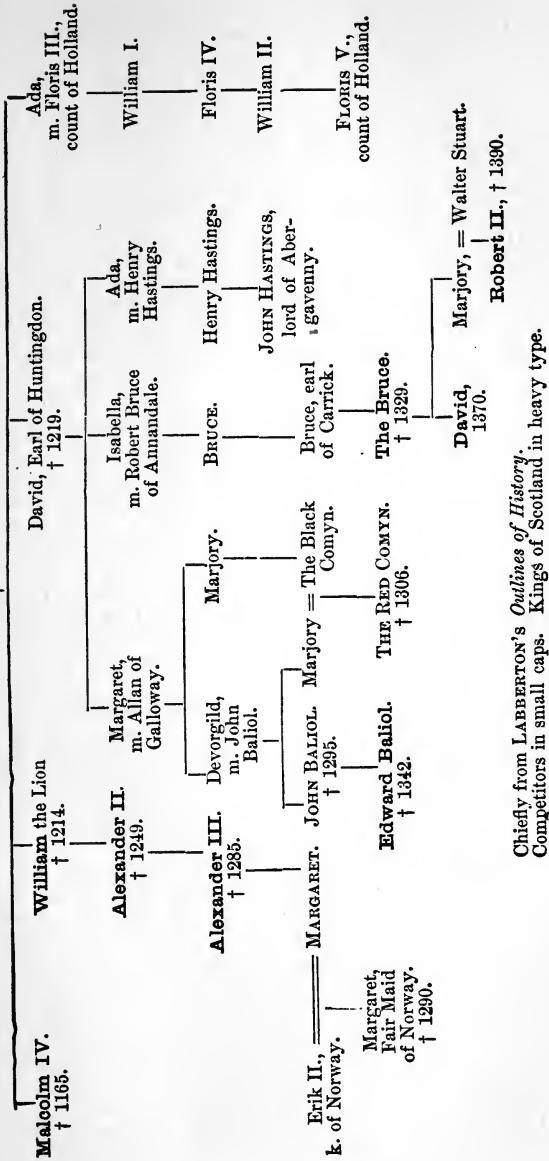 Malcolm IV.
† 1165.
William the Lion
† 1214.
David, Earl of Huntingdon.
† 1219.
Ada,
m. Floris III.,
count of Holland.
Alexander II.
† 1249.
Margaret,
m. Allan of
Galloway.
Isabella,
m. Robert Bruce
of Annandale.
Ada,
m. Henry
Hastings.
William I.
Alexander III.
† 1285.
Devorgild,
m. John
Baliol.
Marjory.
BRUCE.
Henry Hastings.
Floris IV.
Erik II.,
k. of Norway.
MARGARET.
JOHN BALIOL.
† 1295.
Marjory = The Black
Comyn.
Bruce, earl
of Carrick.
JOHN HASTINGS,
lord of Aber-
gavenny.
William II.
Margaret,
Fair Maid
of Norway.
† 1290.
Edward Baliol.
† 1342.
THE RED COMYN.
† 1306.
The Bruce.
† 1329.
FLORIS V.,
count of Holland.
David,
1370.
Marjory, = Walter Stuart.
Robert II., † 1390.
Chiefly from LABBERTON'S Outlines of History.
Competitors in small caps. Kings of Scotland in heavy type.